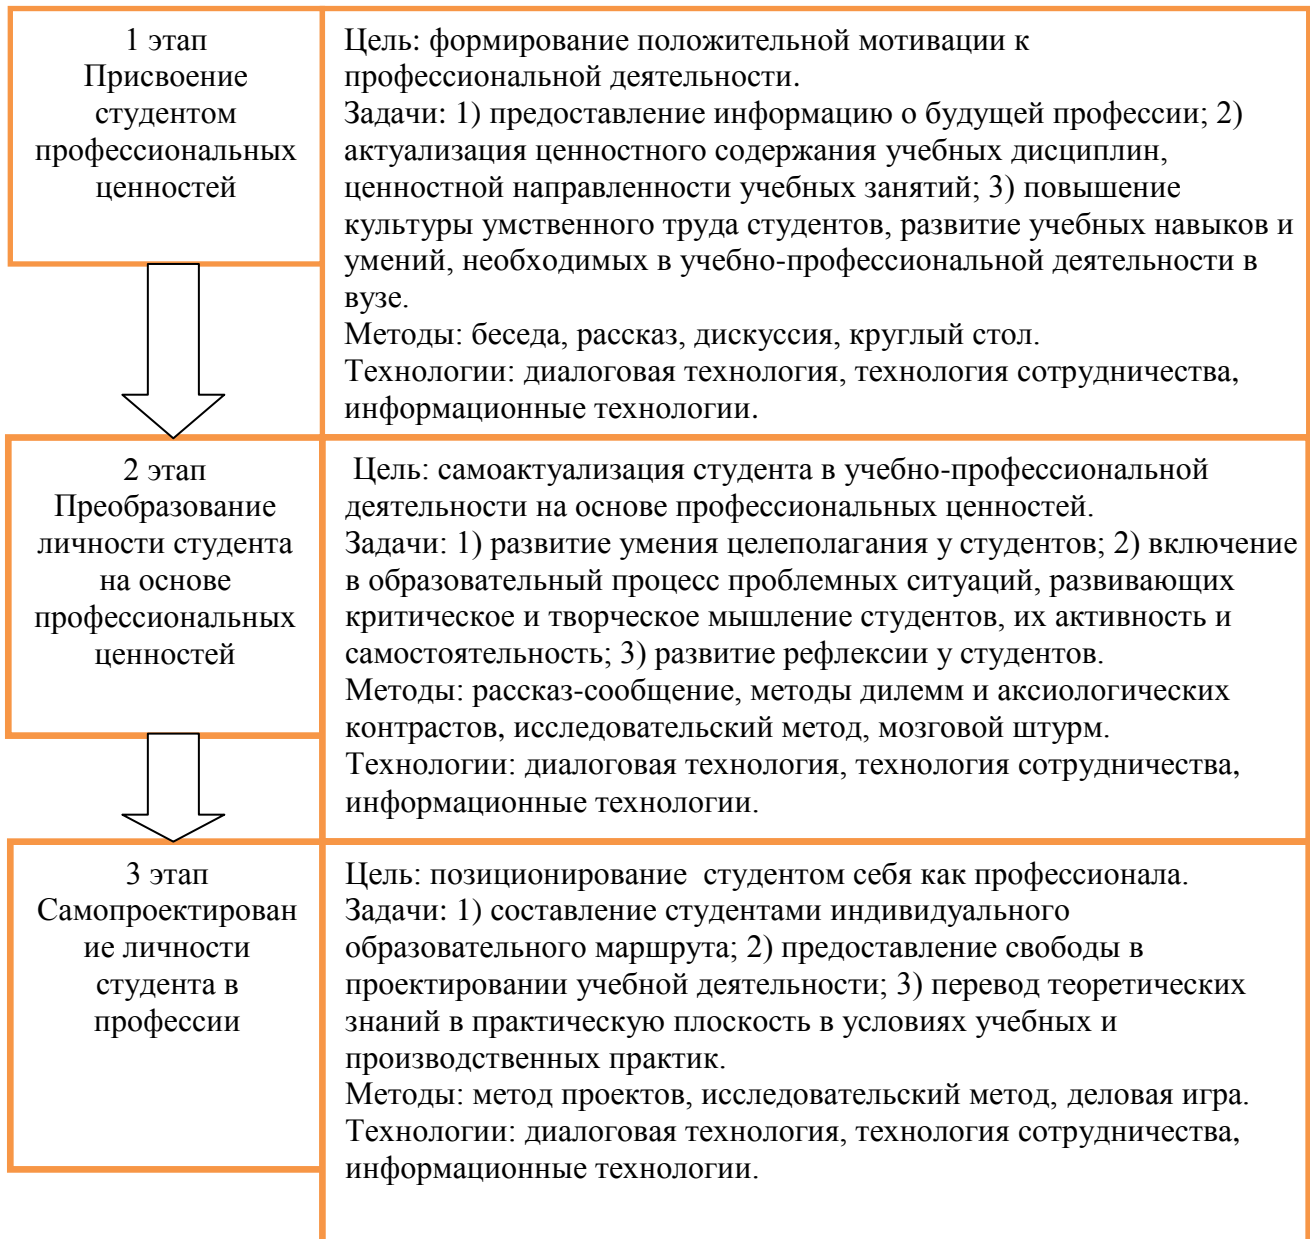 1 этап
Присвоение
студентом
профессиональных
ценностей
Цель: формирование положительной мотивации к
профессиональной деятельности.
Задачи: 1) предоставление информацию о будущей профессии; 2)
актуализация ценностного содержания учебных дисциплин,
ценностной направленности учебных занятий; 3) повышение
культуры умственного труда студентов, развитие учебных навыков и
умений, необходимых в учебно-профессиональной деятельности в
вузе.
Методы: беседа, рассказ, дискуссия, круглый стол.
Технологии: диалоговая технология, технология сотрудничества,
информационные технологии.
2 этап
Преобразование
личности студента
на основе
профессиональных
ценностей
Цель: самоактуализация студента в учебно-профессиональной
деятельности на основе профессиональных ценностей.
Задачи: 1) развитие умения целеполагания у студентов; 2) включение
в образовательный процесс проблемных ситуаций, развивающих
критическое и творческое мышление студентов, их активность и
самостоятельность; 3) развитие рефлексии у студентов.
Методы: рассказ-сообщение, методы дилемм и аксиологических
контрастов, исследовательский метод, мозговой штурм.
Технологии: диалоговая технология, технология сотрудничества,
информационные технологии.
3 этап
Самопроектирован
ие личности
студента в
профессии
Цель: позиционирование  студентом себя как профессионала.
Задачи: 1) составление студентами индивидуального
образовательного маршрута; 2) предоставление свободы в
проектировании учебной деятельности; 3) перевод теоретических
знаний в практическую плоскость в условиях учебных и
производственных практик.
Методы: метод проектов, исследовательский метод, деловая игра.
Технологии: диалоговая технология, технология сотрудничества,
информационные технологии.